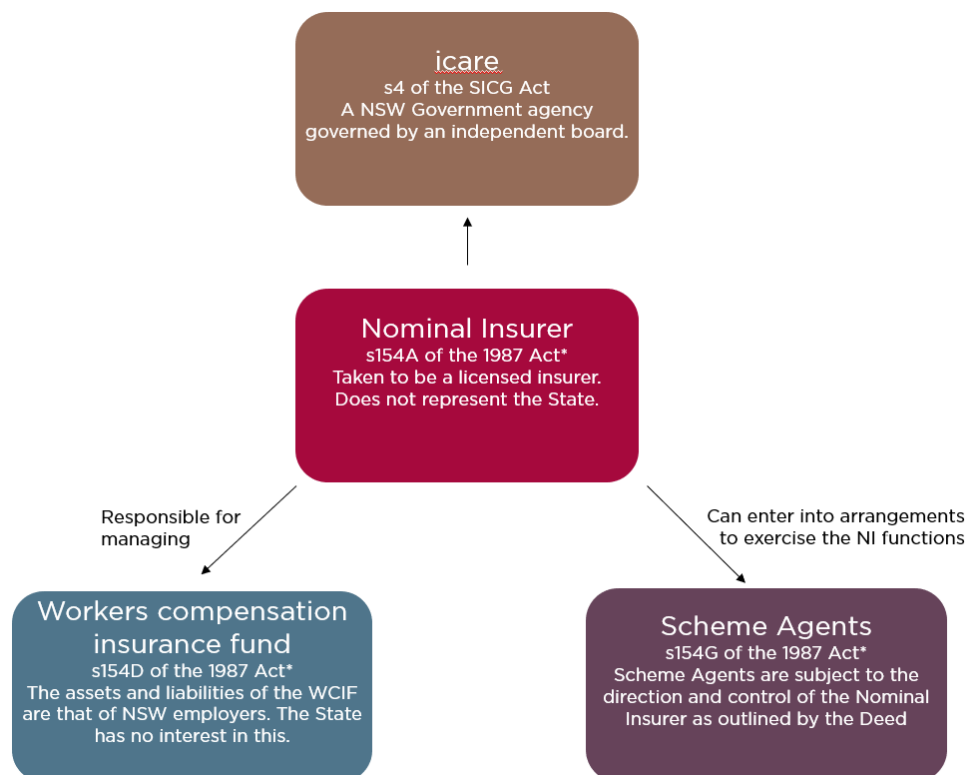 icare
s4 of the SICG Act
A NSW Government agency
governed by an independent board.
Nominal Insurer
s154A of the 1987 Act*
Taken to be a licensed insurer.
Does not represent the State.
Responsible for
managing
Can enter into arrangements
to exercise the NI functions
Workers compensation
insurance fund
s154D of the 1987 Act*
The assets and liabilities of the WCIF
are that of NSW employers. The State
has no interest in this.
Scheme Agents
s154G of the 1987 Act*
Scheme Agents are subject to the
direction and control of the Nominal
Insurer as outlined by the Deed